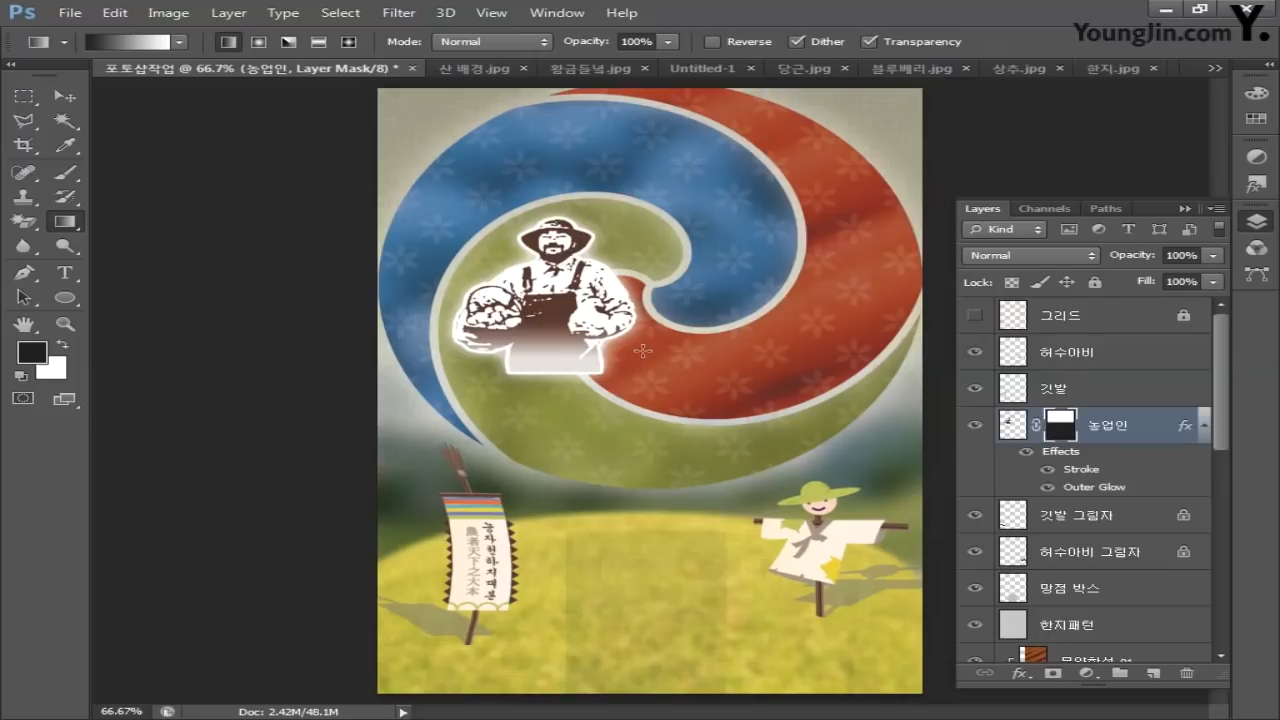 Ps File Edit Image Layer Type Select Filter 3D View Window Help
YoungJin.com Y.
Mode: Normal Opacity: 100% Reverse Dither Transparency
포토샵작업 @ 66.7% (농업인, Layer Mask/8) * 산 배경.jpg 황금들녘.jpg Untitled-1 당근.jpg 블루베리.jpg 상추.jpg 한지.jpg
Layers Channels Paths
Kind
Normal Opacity: 100%
Lock: Fill: 100%
그리드
허수아비
깃발
농업인 fx
Effects
Stroke
Outer Glow
깃발 그림자
허수아비 그림자
망점 박스
한지패턴
농자천하지대본
農者天下之大本
66.67% Doc: 2.42M/48.1M